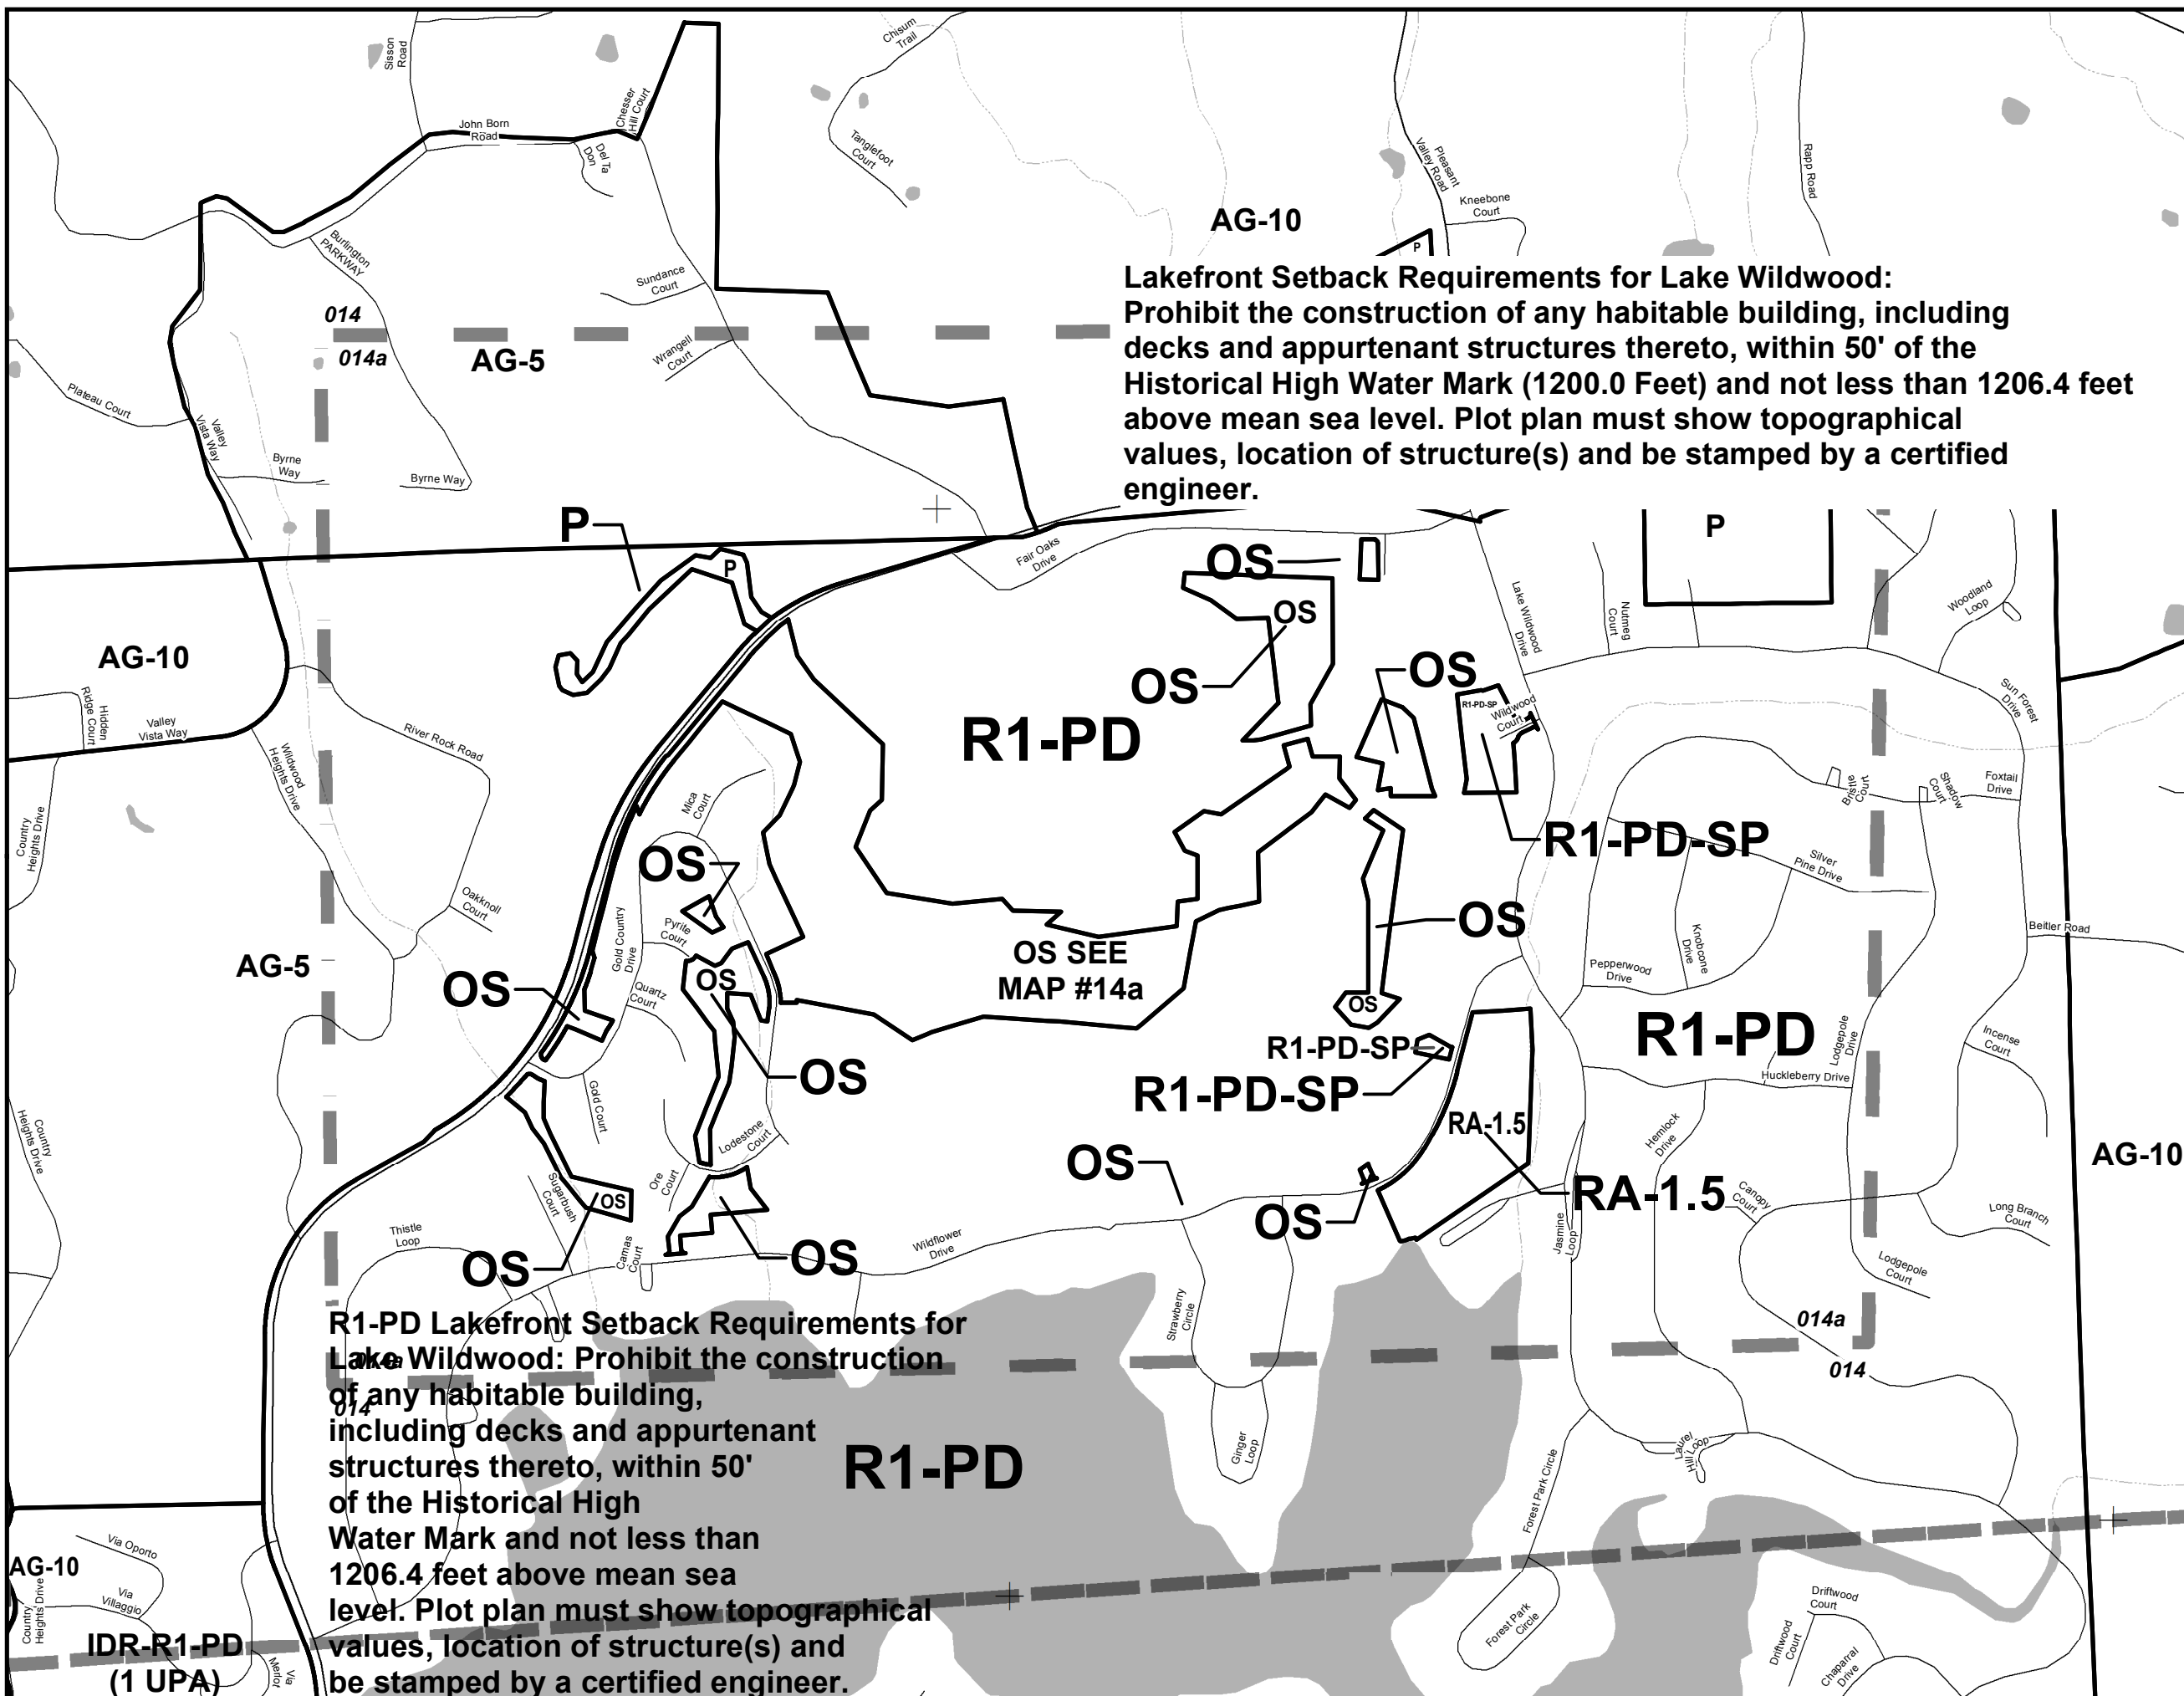 Sisson
Road
Chisum
Trail
John Born
Road
Chesser
Hill Court
Del Ta
Don
Tanglefoot
Court
Pleasant
Valley Road
Rapp Road
Kneebone
Court
AG-10
P
Burlington
PARKWAY
Sundance
Court
Lakefront Setback Requirements for Lake Wildwood:
Prohibit the construction of any habitable building, including
decks and appurtenant structures thereto, within 50' of the
Historical High Water Mark (1200.0 Feet) and not less than 1206.4 feet
above mean sea level. Plot plan must show topographical
values, location of structure(s) and be stamped by a certified
engineer.
014
014a
AG-5
Wrangell
Court
Plateau Court
Valley
Vista Way
Byrne
Way
Byrne Way
P
P
Fair Oaks
Drive
OS
P
OS
OS
Lake Wildwood
Drive
Nutmeg
Court
Woodland
Loop
AG-10
Hidden
Ridge Court
Valley
Vista Way
River Rock Road
Wildwood
Heights Drive
R1-PD
OS
R1-PD-SP
Wildwood
Court
Sun Forest
Drive
Country
Heights Drive
Mica
Court
Bristle
Court
Shadow
Court
Foxtail
Drive
R1-PD-SP
Silver
Pine Drive
OS
Oakknoll
Court
Gold Country
Drive
Pyrite
Court
OS
Knobcone
Drive
Beitler Road
AG-5
OS
Quartz
Court
OS
OS SEE
MAP #14a
OS
Pepperwood
Drive
R1-PD
Lodgepole
Drive
Incense
Court
R1-PD-SP
R1-PD-SP
OS
Huckleberry Drive
Gold Court
Country
Heights Drive
RA-1.5
Lodestone
Court
Hemlock
Drive
AG-10
OS
Ore
Court
Sugarbush
Court
OS
RA-1.5
Canopy
Court
OS
Thistle
Loop
Camas
Court
Wildflower
Drive
Jasmine
Loop
Long Branch
Court
OS
OS
Lodgepole
Court
Strawberry
Circle
014a
014
R1-PD Lakefront Setback Requirements for
Lake Wildwood: Prohibit the construction
of any habitable building,
including decks and appurtenant
structures thereto, within 50'
of the Historical High
Water Mark and not less than
1206.4 feet above mean sea
level. Plot plan must show topographical
values, location of structure(s) and
be stamped by a certified engineer.
014a
014
R1-PD
Ginger
Loop
Laurel
Hill Loop
Forest Park Circle
Via Oporto
AG-10
Via
Villaggio
Country
Heights Drive
Forest Park
Circle
Driftwood
Court
Driftwood
Court
Chaparral
Drive
IDR-R1-PD
(1 UPA)
Via
Merlot